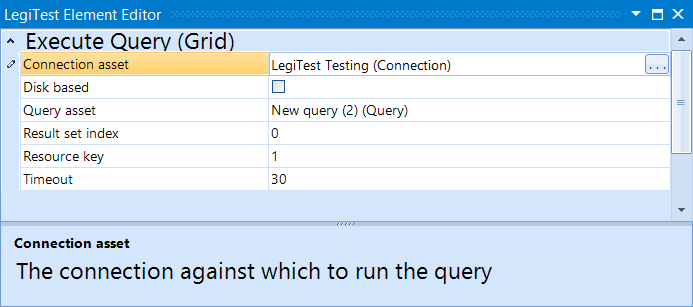 LegiTest Element Editor
Execute Query (Grid)
Connection asset LegiTest Testing (Connection) ...
Disk based
Query asset New query (2) (Query)
Result set index 0
Resource key 1
Timeout 30
Connection asset
The connection against which to run the query